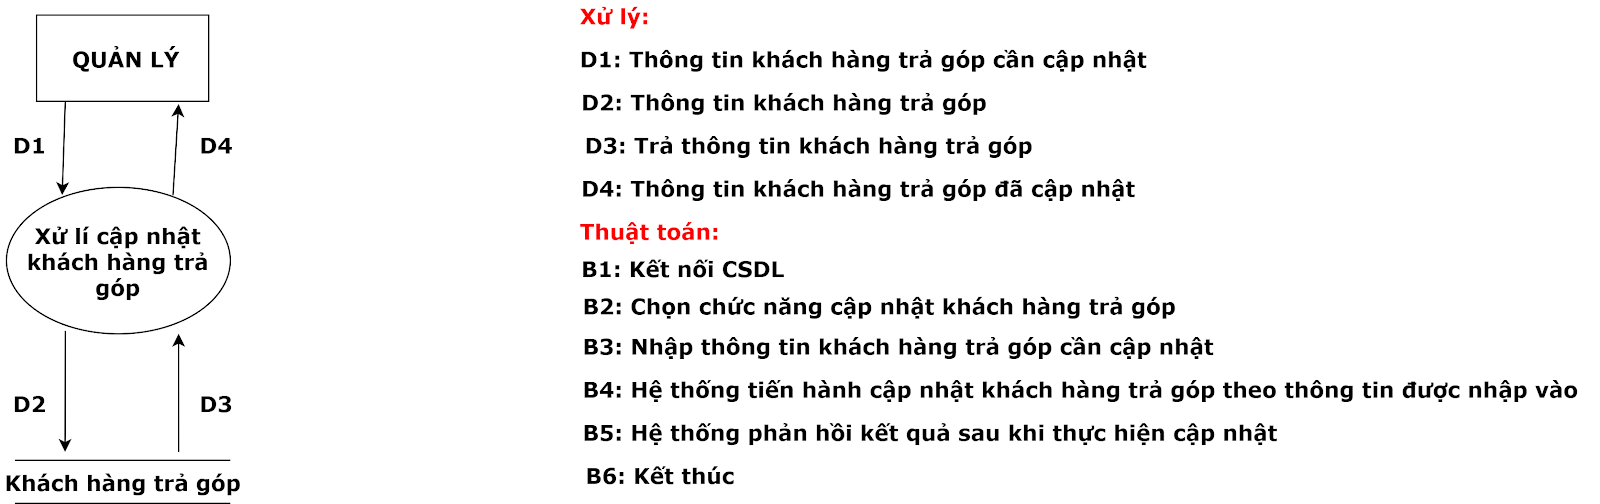 QUẢN LÝ
D1
D4
Xử lí cập nhật
khách hàng trả
góp
D2
D3
Khách hàng trả góp
Xử lý:
D1: Thông tin khách hàng trả góp cần cập nhật
D2: Thông tin khách hàng trả góp
D3: Trả thông tin khách hàng trả góp
D4: Thông tin khách hàng trả góp đã cập nhật
Thuật toán:
B1: Kết nối CSDL
B2: Chọn chức năng cập nhật khách hàng trả góp
B3: Nhập thông tin khách hàng trả góp cần cập nhật
B4: Hệ thống tiến hành cập nhật khách hàng trả góp theo thông tin được nhập vào
B5: Hệ thống phản hồi kết quả sau khi thực hiện cập nhật
B6: Kết thúc